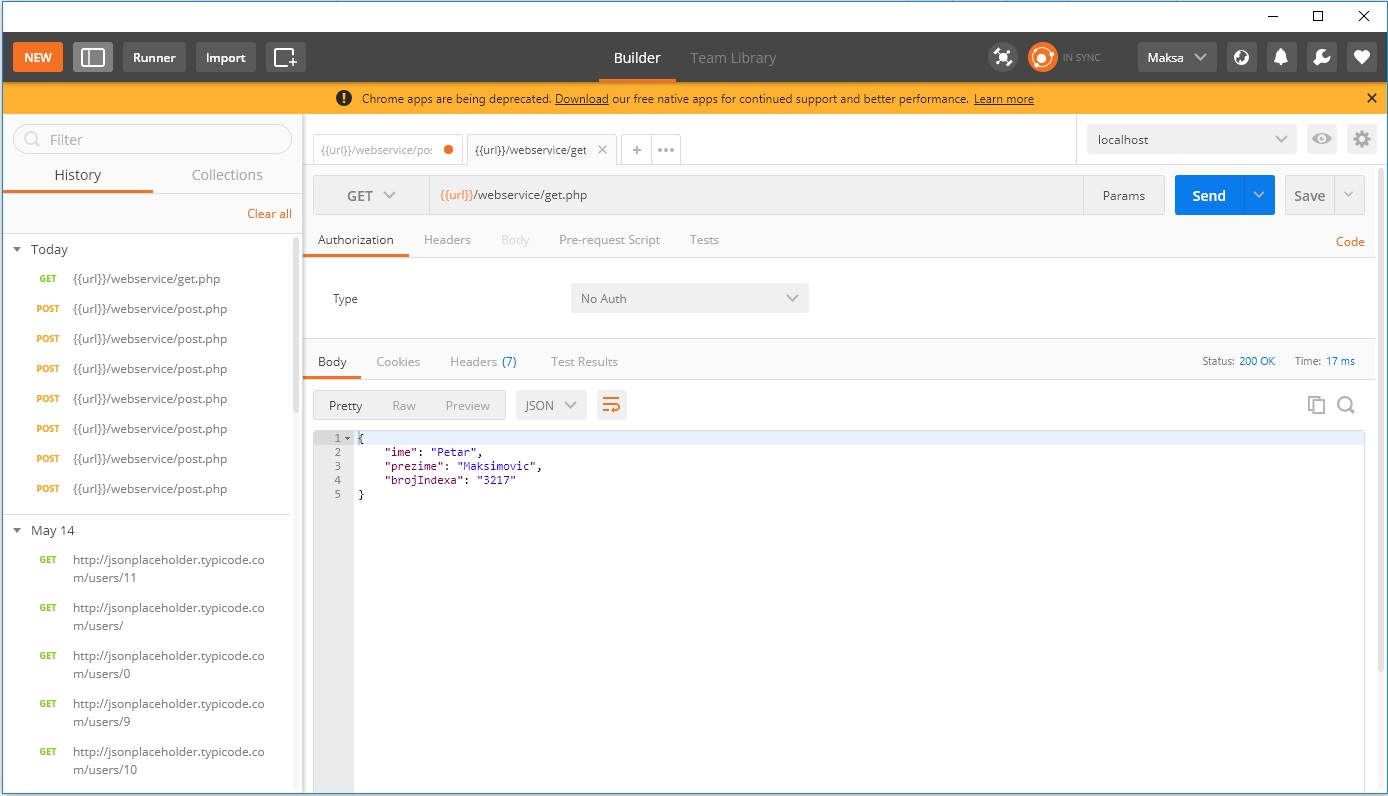 NEW Runner Import Builder Team Library IN SYNC Maksa
! Chrome apps are being deprecated. Download our free native apps for continued support and better performance. Learn more
Filter
History Collections
Clear all
Today
GET {{url}}/webservice/get.php
POST {{url}}/webservice/post.php
POST {{url}}/webservice/post.php
POST {{url}}/webservice/post.php
POST {{url}}/webservice/post.php
POST {{url}}/webservice/post.php
POST {{url}}/webservice/post.php
POST {{url}}/webservice/post.php
May 14
GET http://jsonplaceholder.typicode.co
m/users/11
GET http://jsonplaceholder.typicode.co
m/users/
GET http://jsonplaceholder.typicode.co
m/users/0
GET http://jsonplaceholder.typicode.co
m/users/9
GET http://jsonplaceholder.typicode.co
m/users/10
{{url}}/webservice/po: {{url}}/webservice/get + ••• localhost
GET {{url}}/webservice/get.php Params Send Save
Authorization Headers Body Pre-request Script Tests Code
Type No Auth
Body Cookies Headers (7) Test Results Status: 200 OK Time: 17 ms
Pretty Raw Preview JSON
1 {
2 "ime": "Petar",
3 "prezime": "Maksimovic",
4 "brojIndexa": "3217"
5 }